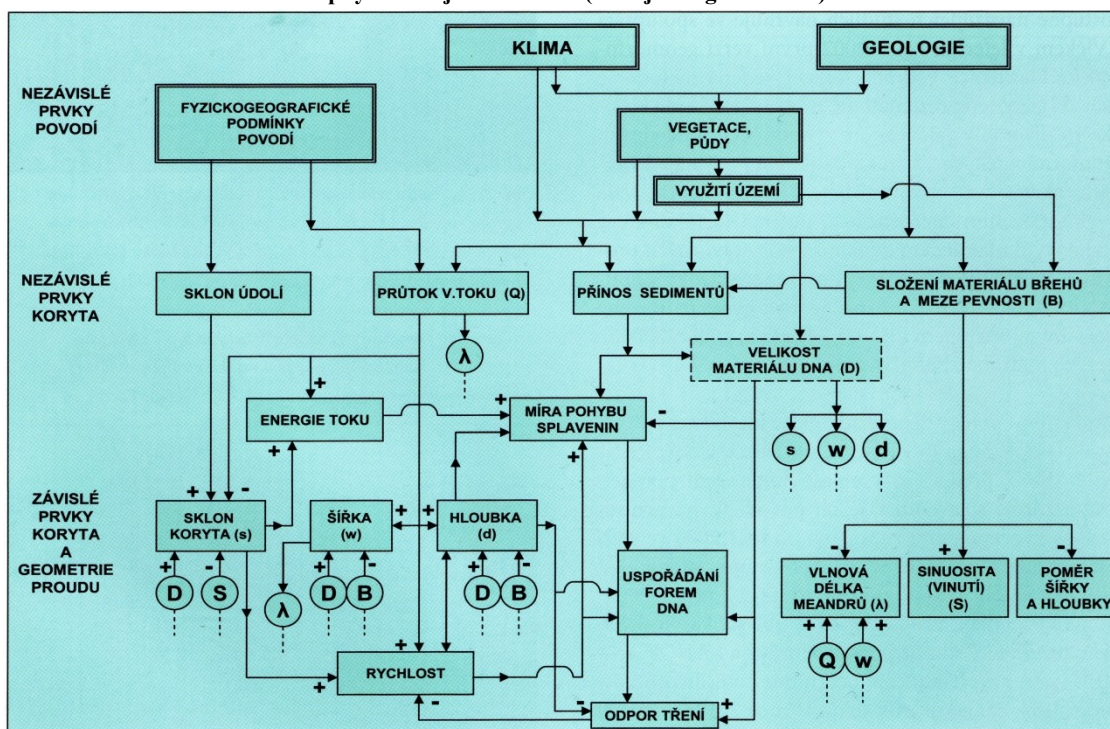 KLIMA
GEOLOGIE
NEZÁVISLÉ
PRVKY
POVODÍ
FYZICKOGEOGRAFICKÉ
PODMÍNKY
POVODÍ
VEGETACE,
PŮDY
VYUŽITÍ ÚZEMÍ
NEZÁVISLÉ
PRVKY
KORYTA
SKLON ÚDOLÍ
PRŮTOK V.TOKU (Q)
PŘÍNOS SEDIMENTŮ
SLOŽENÍ MATERIÁLU BŘEHŮ
A MEZE PEVNOSTI (B)
λ
VELIKOST
MATERIÁLU DNA (D)
+
ENERGIE TOKU
+
MÍRA POHYBU
SPLAVENIN
-
+
+
s
w
d
ZÁVISLÉ
PRVKY
KORYTA
A
GEOMETRIE
PROUDU
+
-
SKLON
KORYTA (s)
ŠÍŘKA
(w)
+
+
HLOUBKA
(d)
+
D
-
S
λ
+
D
-
B
+
D
-
B
USPOŘÁDÁNÍ
FOREM
DNA
-
VLNOVÁ
DÉLKA
MEANDRŮ (λ)
+
SINUOSITA
(VINUTÍ)
(S)
-
POMĚR
ŠÍŘKY
A HLOUBKY
+
Q
+
w
+
+
RYCHLOST
-
-
ODPOR TŘENÍ
+